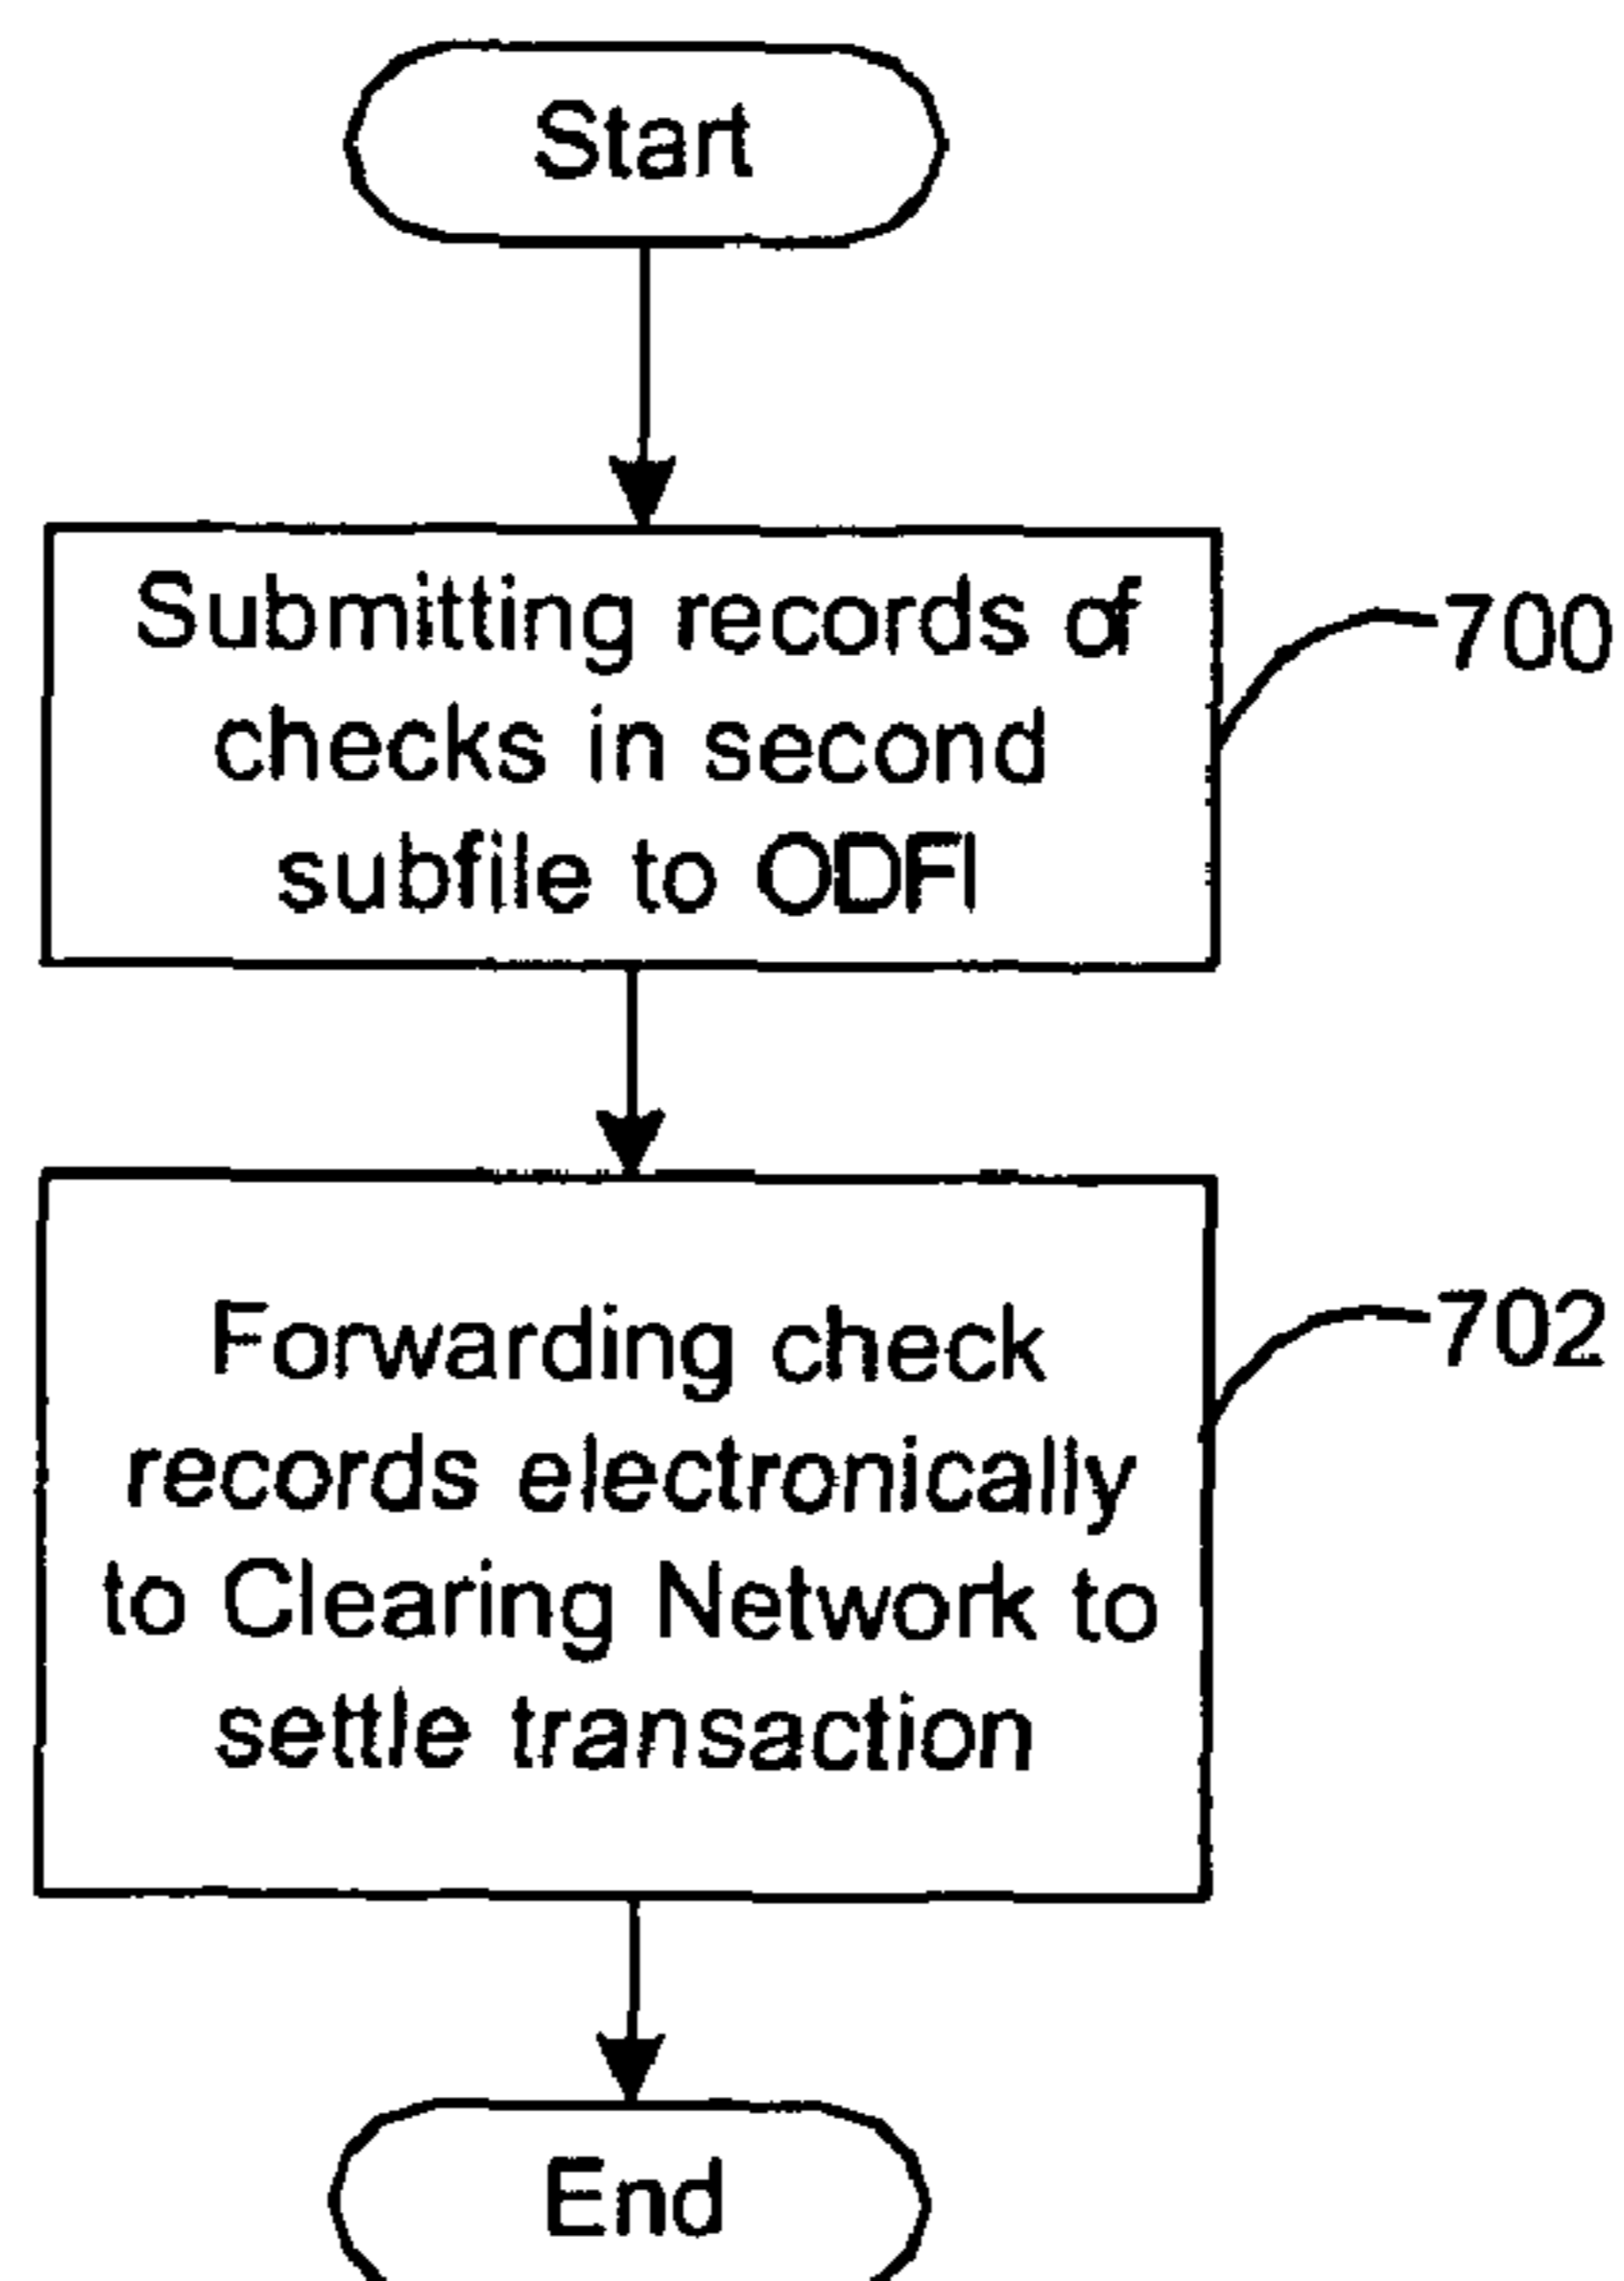 Start
Submitting records of
checks in second
subfile to ODFI
700
Forwarding check
records electronically
to Clearing Network to
settle transaction
702
End